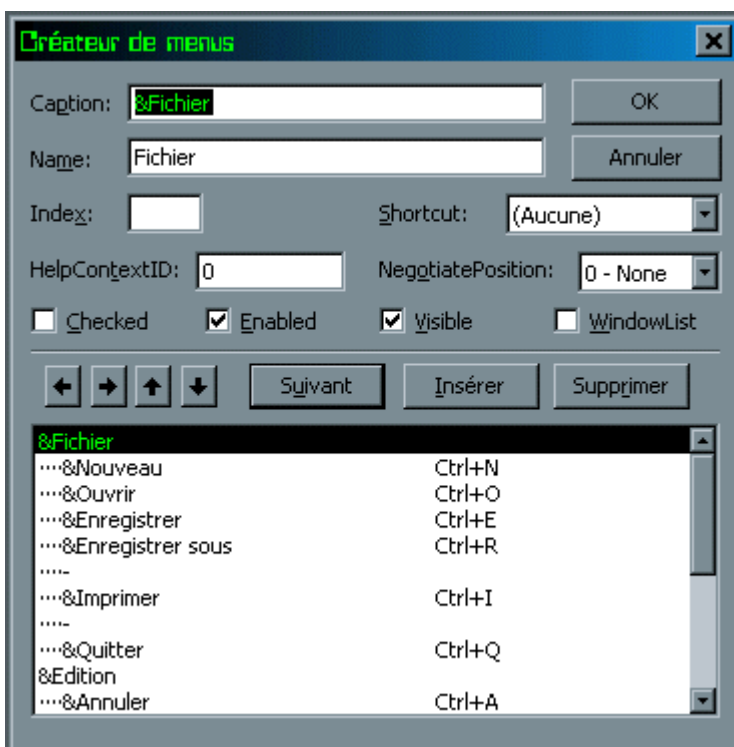 Créateur de menus
Caption: &Fichier OK
Name: Fichier Annuler
Index: Shortcut: (Aucune)
HelpContextID: 0 NegotiatePosition: 0 - None
Checked Enabled Visible WindowList
Suivant Insérer Supprimer
&Fichier
····&Nouveau Ctrl+N
····&Ouvrir Ctrl+O
····&Enregistrer Ctrl+E
····&Enregistrer sous Ctrl+R
····-
····&Imprimer Ctrl+I
····-
····&Quitter Ctrl+Q
&Edition
····&Annuler Ctrl+A